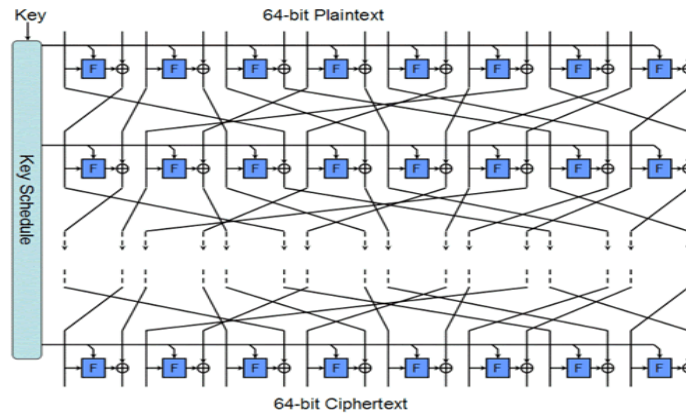 Key
64-bit Plaintext
F F F F F F F F
Key Schedule
F F F F F F F F
F F F F F F F F
64-bit Ciphertext